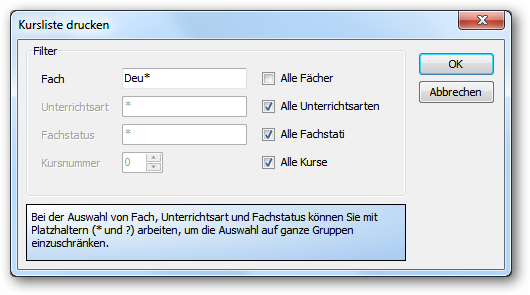 Kursliste drucken
Filter
Fach Deu* Alle Fächer
Unterrichtsart * Alle Unterrichtsarten
Fachstatus * Alle Fachstati
Kursnummer 0 Alle Kurse
OK
Abbrechen
Bei der Auswahl von Fach, Unterrichtsart und Fachstatus können Sie mit
Platzhaltern (* und ?) arbeiten, um die Auswahl auf ganze Gruppen
einzuschränken.